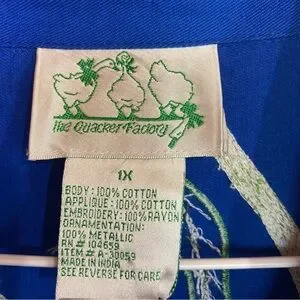 The Quacker Factory
1X
BODY: 100% COTTON
APPLIQUE: 100% COTTON
EMBROIDERY: 100% RAYON
ORNAMENTATION:
100% METALLIC
RN# 104659
ITEM# A-30059
MADE IN INDIA
SEE REVERSE FOR CARE